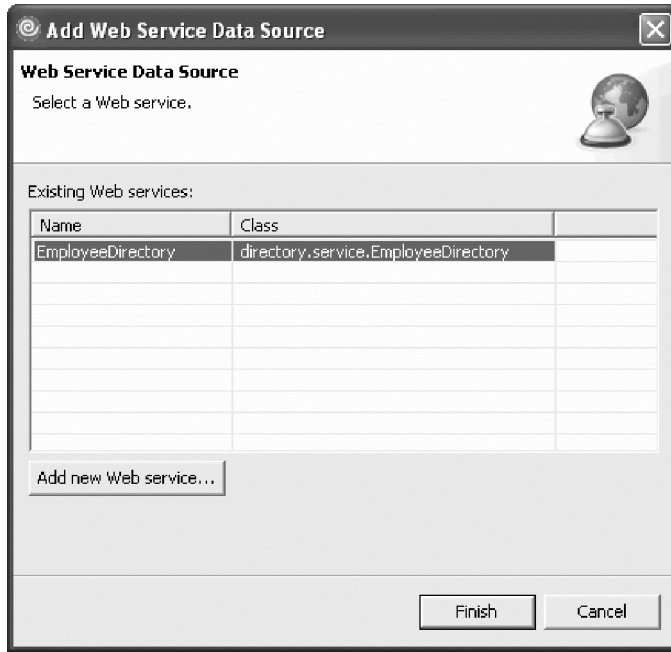 Add Web Service Data Source
Web Service Data Source
Select a Web service.
Existing Web services:
Name Class
EmployeeDirectory directory.service.EmployeeDirectory
Add new Web service...
Finish Cancel